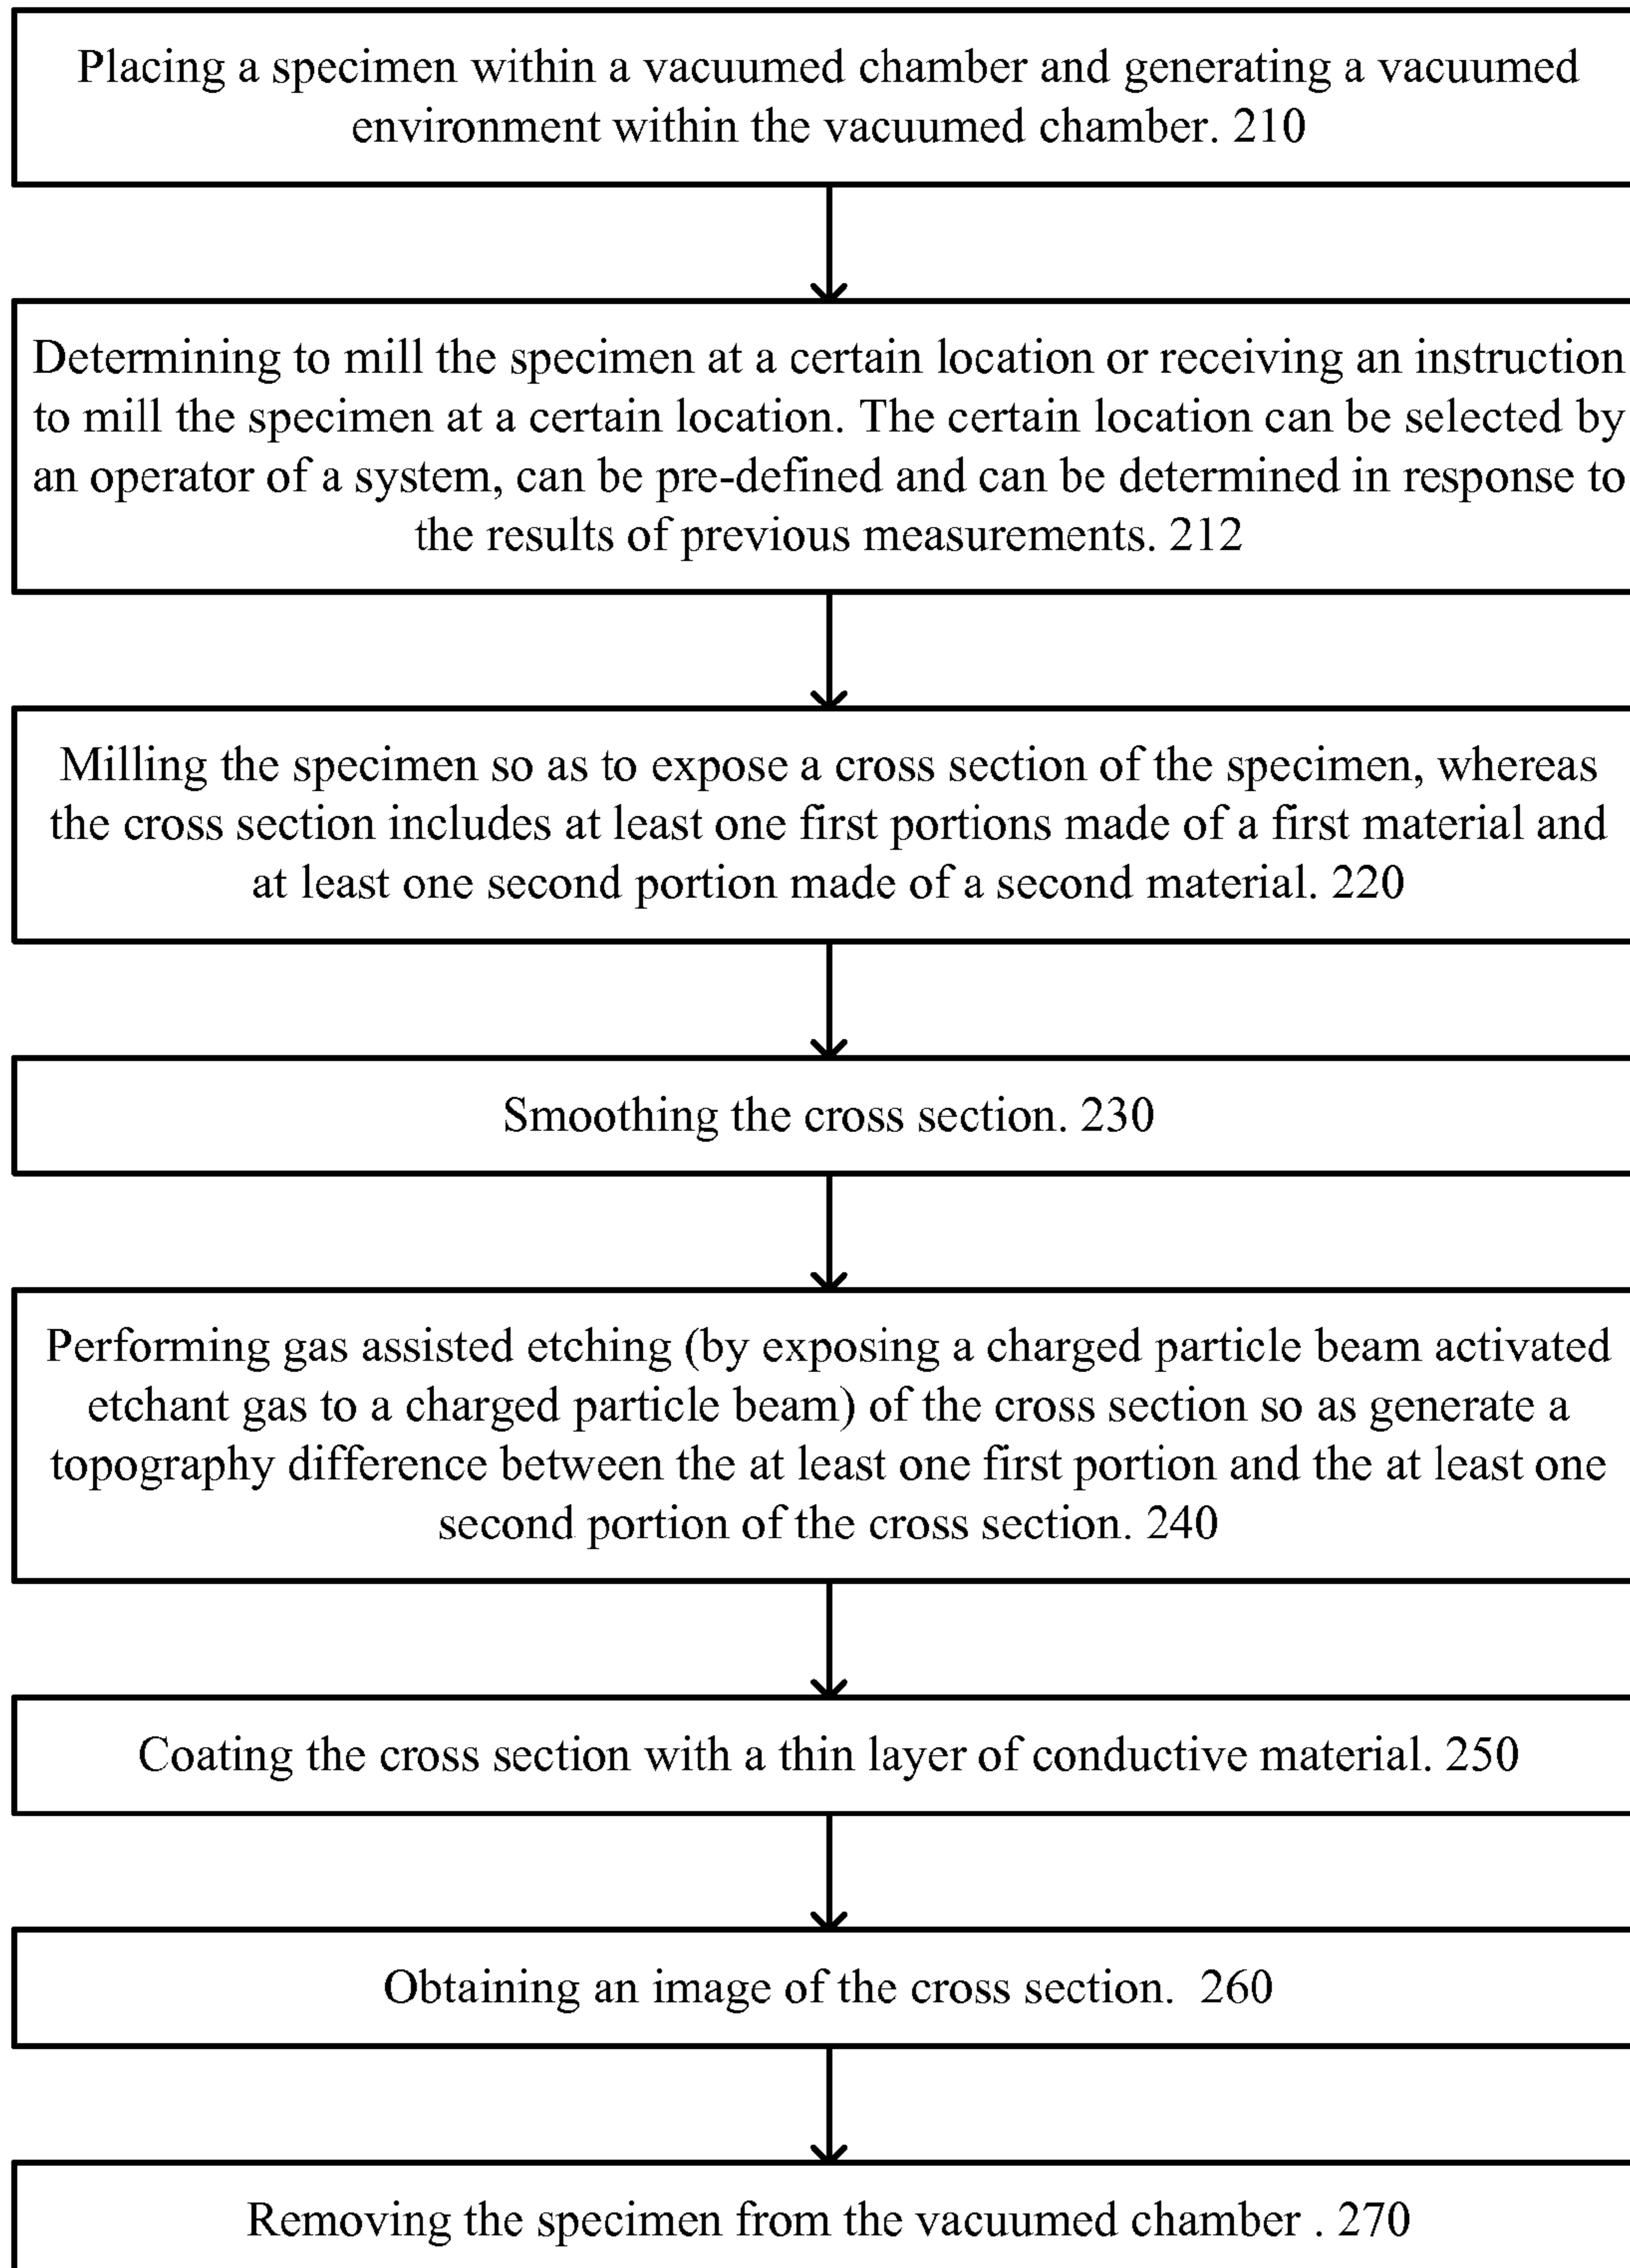 Placing a specimen within a vacuumed chamber and generating a vacuumed
environment within the vacuumed chamber. 210
Determining to mill the specimen at a certain location or receiving an instruction
to mill the specimen at a certain location. The certain location can be selected by
an operator of a system, can be pre-defined and can be determined in response to
the results of previous measurements. 212
Milling the specimen so as to expose a cross section of the specimen, whereas
the cross section includes at least one first portions made of a first material and
at least one second portion made of a second material. 220
Smoothing the cross section. 230
Performing gas assisted etching (by exposing a charged particle beam activated
etchant gas to a charged particle beam) of the cross section so as generate a
topography difference between the at least one first portion and the at least one
second portion of the cross section. 240
Coating the cross section with a thin layer of conductive material. 250
Obtaining an image of the cross section.  260
Removing the specimen from the vacuumed chamber . 270